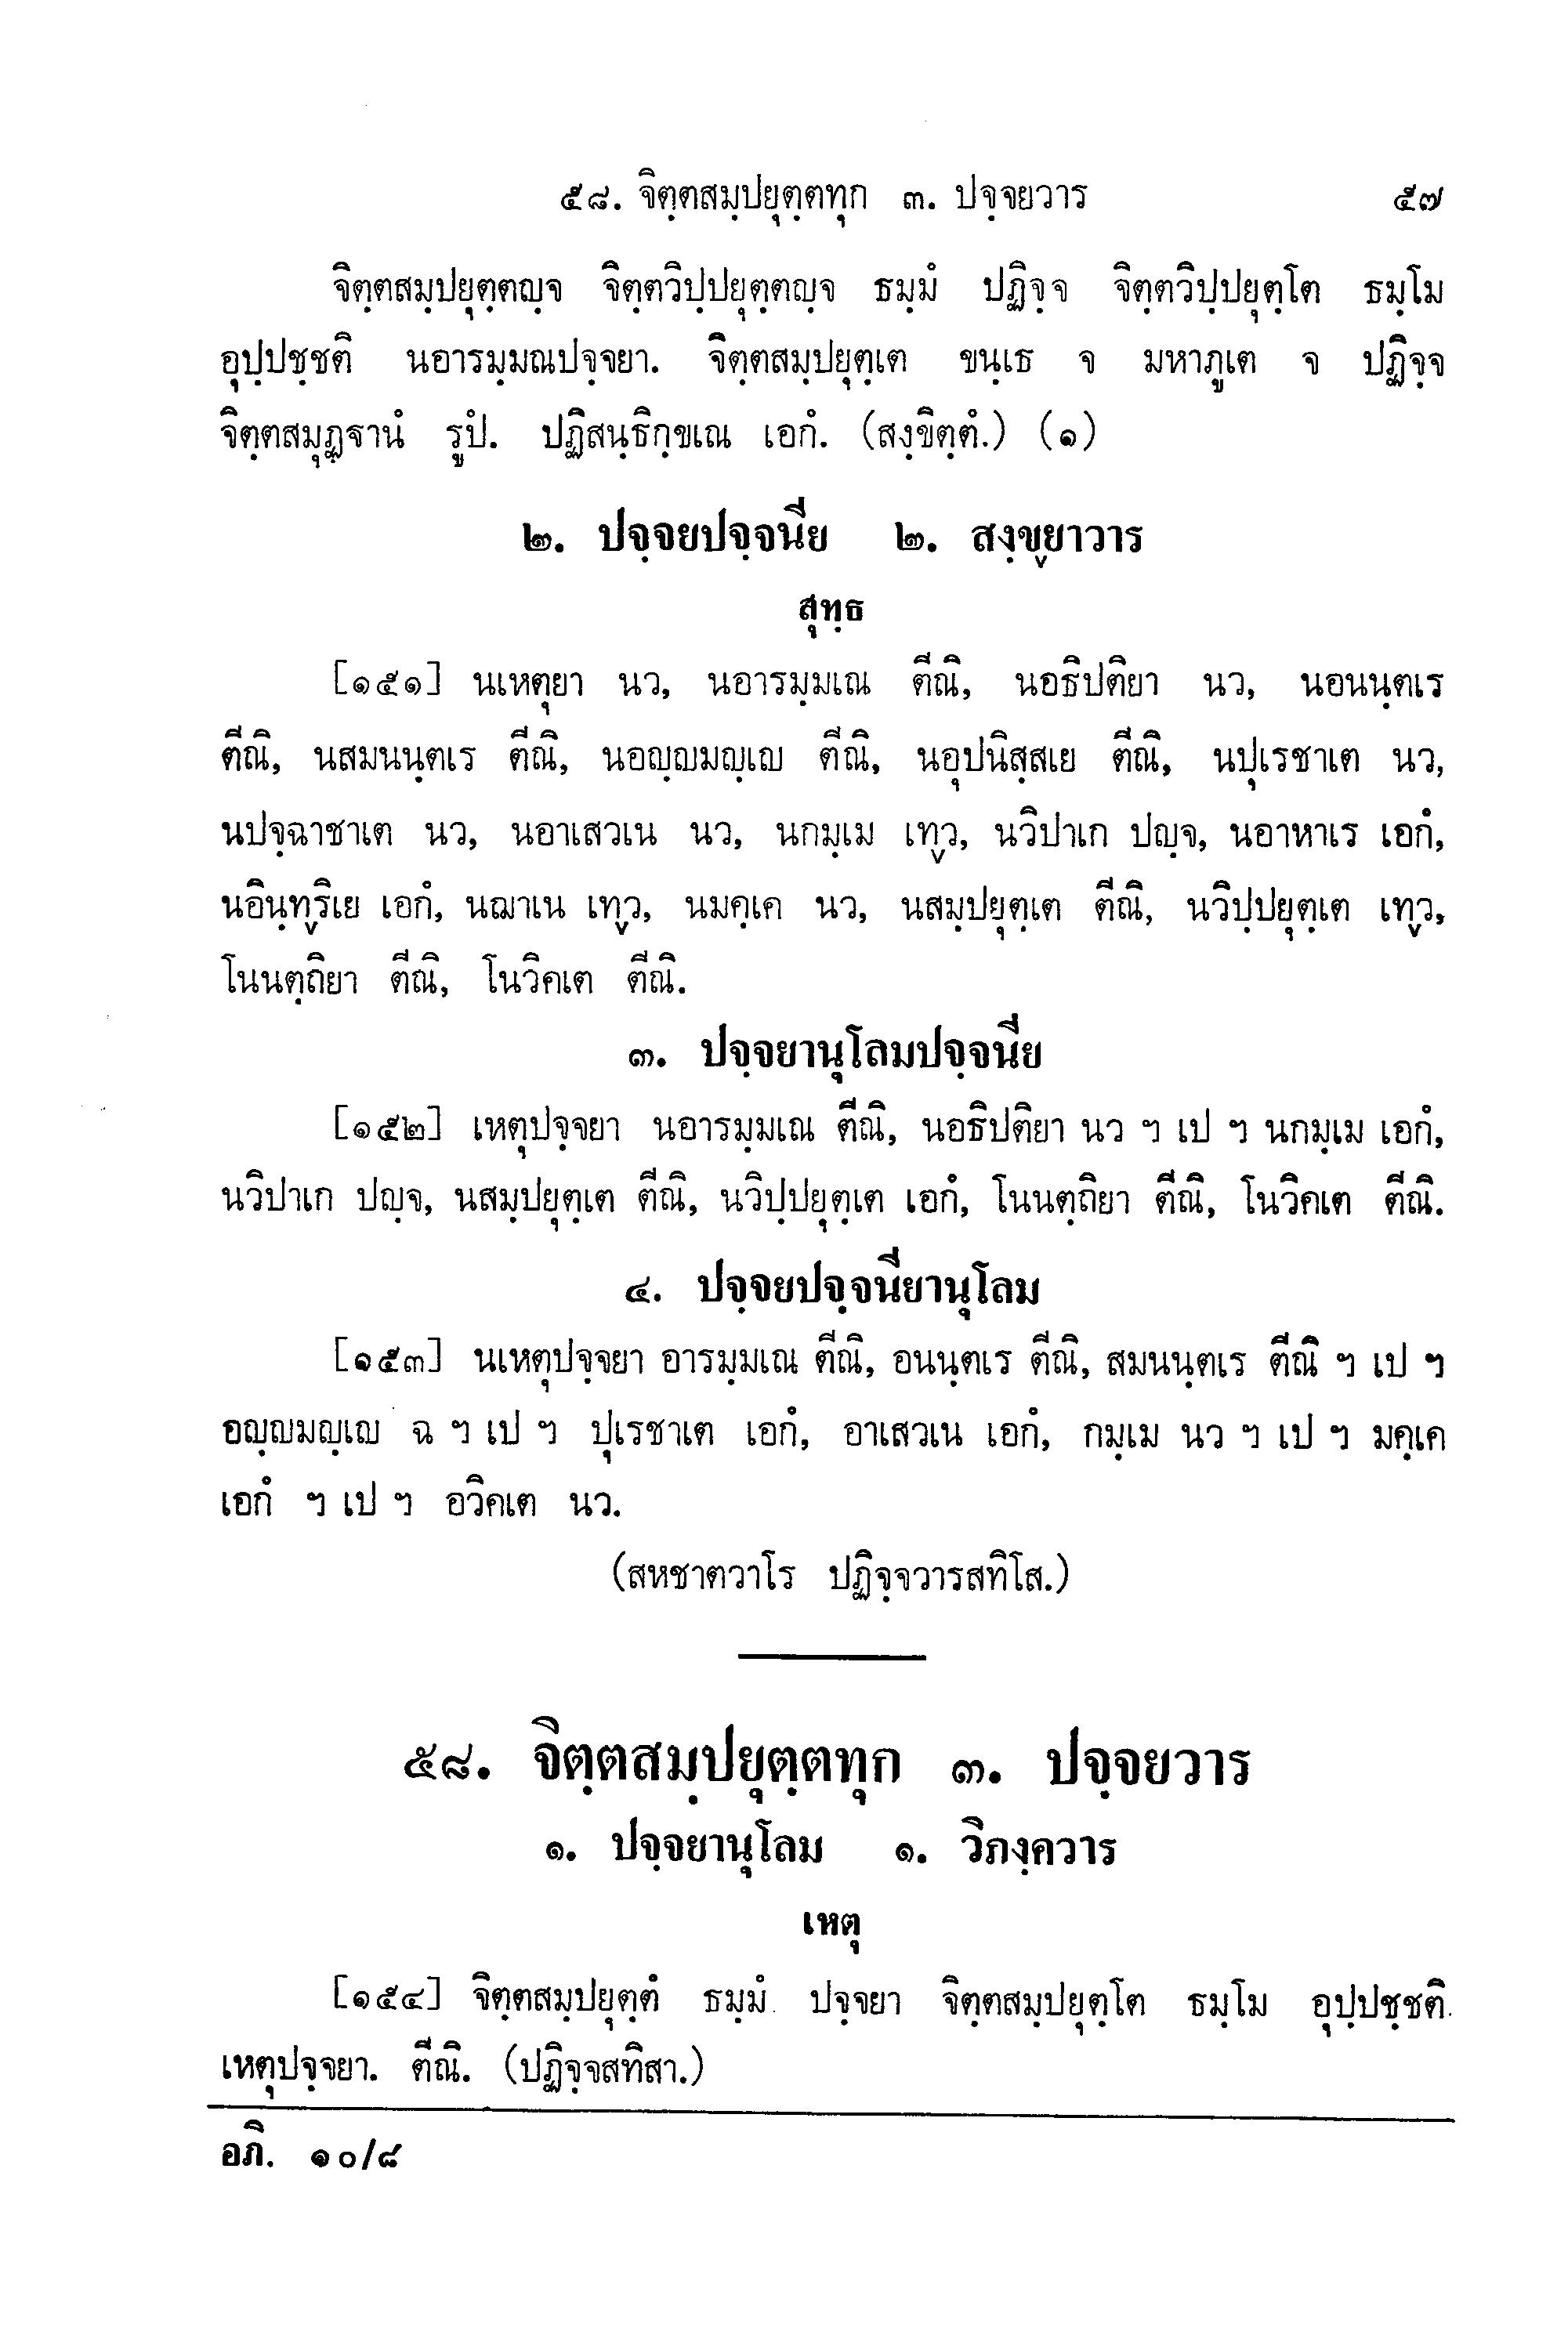 ๕๘. จิตฺตสมฺปยุตฺตทุก ๓. ปจฺจยวาร ๕๗
จิตฺตสมฺปยุตฺตญฺจ จิตฺตวิปฺปยุตฺตญฺจ ธมฺมํ ปฏิจฺจ จิตฺตวิปฺปยุตฺโต ธมฺโม
อุปฺปชฺชติ นอารมฺมณปจฺจยา. จิตฺตสมฺปยุตฺเต ขนฺเธ จ มหาภูเต จ ปฏิจฺจ
จิตฺตสมุฏฺฐานํ รูปํ. ปฏิสนฺธิกฺขเณ เอกํ. (สงฺขิตฺตํ.) (๑)
๒. ปจฺจยปจฺจนีย ๒. สงฺขฺยาวาร
สุทฺธ
[๑๕๑] นเหตุยา นว, นอารมฺมเณ ตีณิ, นอธิปติยา นว, นอนนฺตเร
ตีณิ, นสมนนฺตเร ตีณิ, นอญฺญมญฺเญ ตีณิ, นอุปนิสฺสเย ตีณิ, นปุเรชาเต นว,
นปจฺฉาชาเต นว, นอาเสวเน นว, นกมฺเม เทฺว, นวิปาเก ปญฺจ, นอาหาเร เอกํ,
นอินฺทฺริเย เอกํ, นฌาเน เทฺว, นมคฺเค นว, นสมฺปยุตฺเต ตีณิ, นวิปฺปยุตฺเต เทฺว,
โนนตฺถิยา ตีณิ, โนวิคเต ตีณิ.
๓. ปจฺจยานุโลมปจฺจนีย
[๑๕๒] เหตุปจฺจยา นอารมฺมเณ ตีณิ, นอธิปติยา นว ฯ เป ฯ นกมฺเม เอกํ,
นวิปาเก ปญฺจ, นสมฺปยุตฺเต ตีณิ, นวิปฺปยุตฺเต เอกํ, โนนตฺถิยา ตีณิ, โนวิคเต ตีณิ.
๔. ปจฺจยปจฺจนียานุโลม
[๑๕๓] นเหตุปจฺจยา อารมฺมเณ ตีณิ, อนนฺตเร ตีณิ, สมนนฺตเร ตีณิ ฯ เป ฯ
อญฺญมญฺเญ ฉ ฯ เป ฯ ปุเรชาเต เอกํ, อาเสวเน เอกํ, กมฺเม นว ฯ เป ฯ มคฺเค
เอกํ ฯ เป ฯ อวิคเต นว.
(สหชาตวาโร ปฏิจฺจวารสทิโส.)
๕๘. จิตฺตสมฺปยุตฺตทุก ๓. ปจฺจยวาร
๑. ปจฺจยานุโลม ๑. วิภงฺควาร
เหตุ
[๑๕๔] จิตฺตสมฺปยุตฺตํ ธมฺมํ ปจฺจยา จิตฺตสมฺปยุตฺโต ธมฺโม อุปฺปชฺชติ
เหตุปจฺจยา. ตีณิ. (ปฏิจฺจสทิสา.)
อภิ. ๑๐/๘